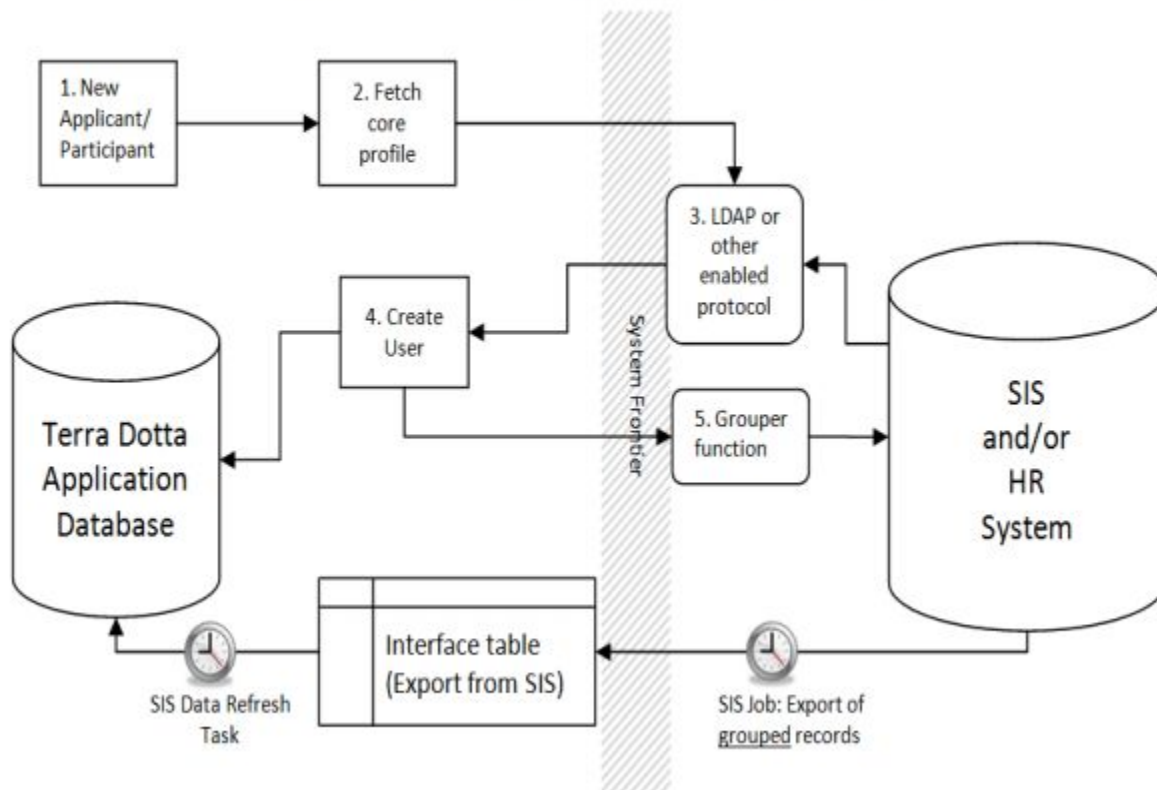 1. New
Applicant/
Participant
2. Fetch
core
profile
3. LDAP or
other
enabled
protocol
4. Create
User
System Frontier
5. Grouper
function
Terra Dotta
Application
Database
SIS
and/or
HR
System
Interface table
(Export from SIS)
SIS Data Refresh
Task
SIS Job: Export of
grouped records